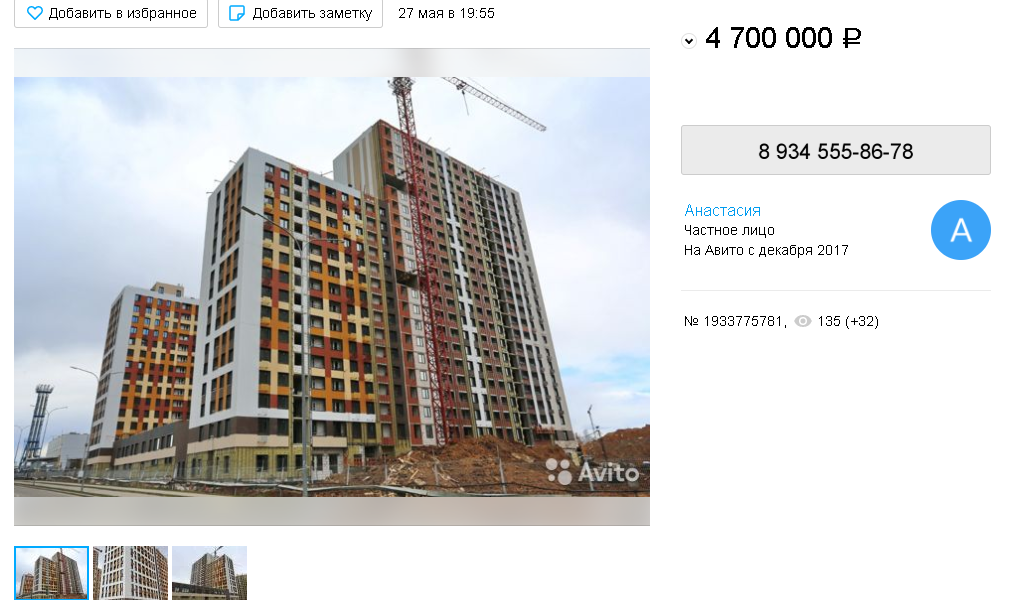 Добавить в избранное
Добавить заметку
27 мая в 19:55
4 700 000 ₽
8 934 555-86-78
Анастасия
Частное лицо
На Авито с декабря 2017
А
№ 1933775781, 135 (+32)
Avito